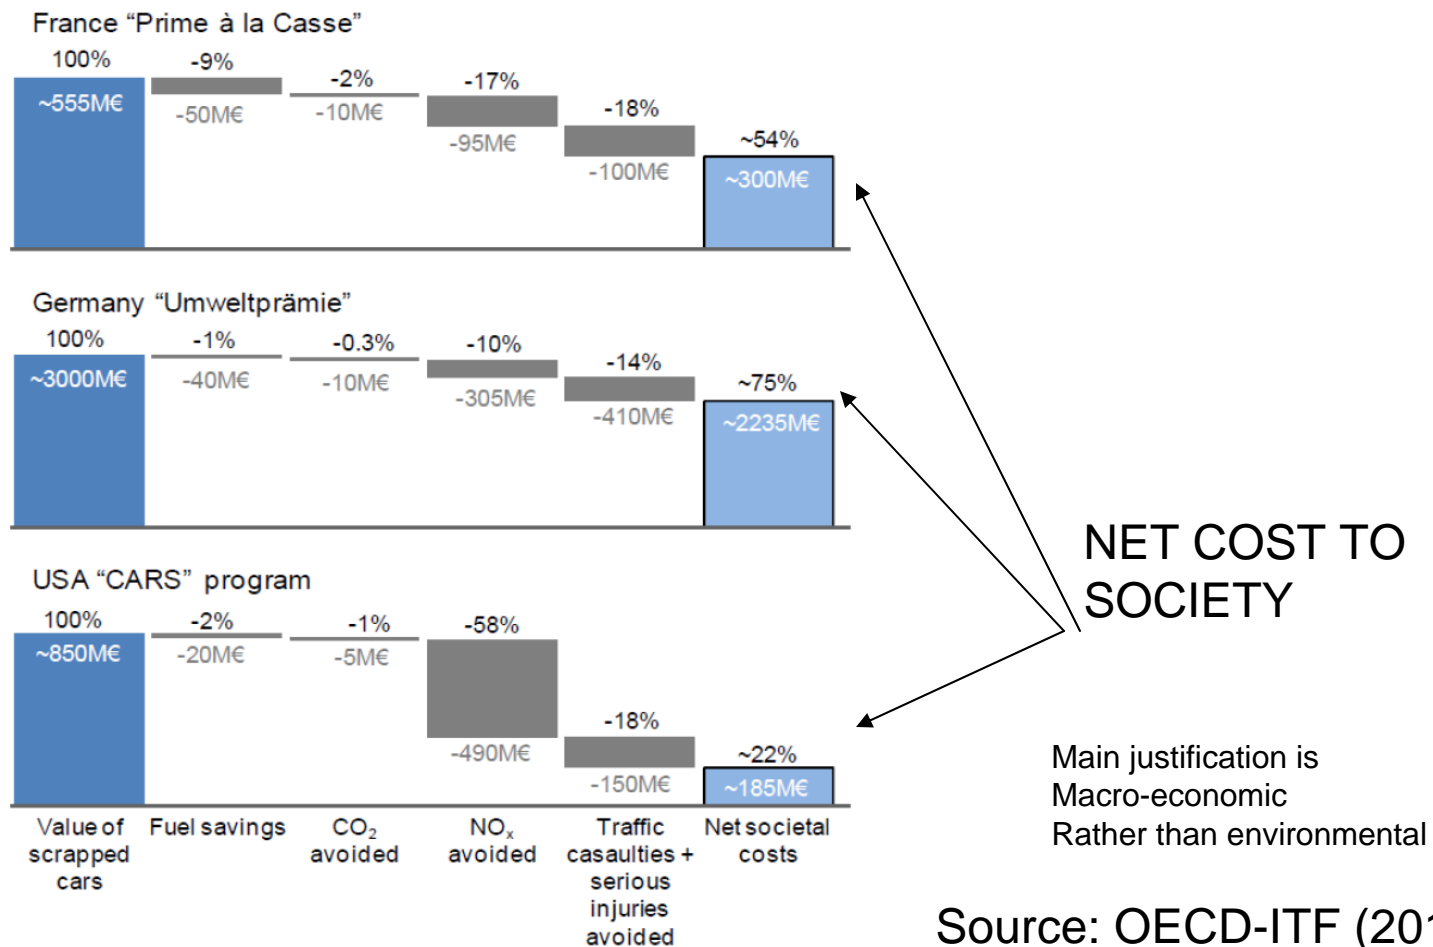 France “Prime à la Casse”
100% -9% -2% -17% -18% ~54%
~555M€ -50M€ -10M€ -95M€ -100M€ ~300M€
Germany “Umweltprämie”
100% -1% -0.3% -10% -14% ~75%
~3000M€ -40M€ -10M€ -305M€ -410M€ ~2235M€
USA “CARS” program
100% -2% -1% -58% -18% ~22%
~850M€ -20M€ -5M€ -490M€ -150M€ ~185M€
Value of scrapped cars
Fuel savings
CO₂ avoided
NOₓ avoided
Traffic casaulties + serious injuries avoided
Net societal costs
NET COST TO
SOCIETY
Main justification is
Macro-economic
Rather than environmental
Source: OECD-ITF (201